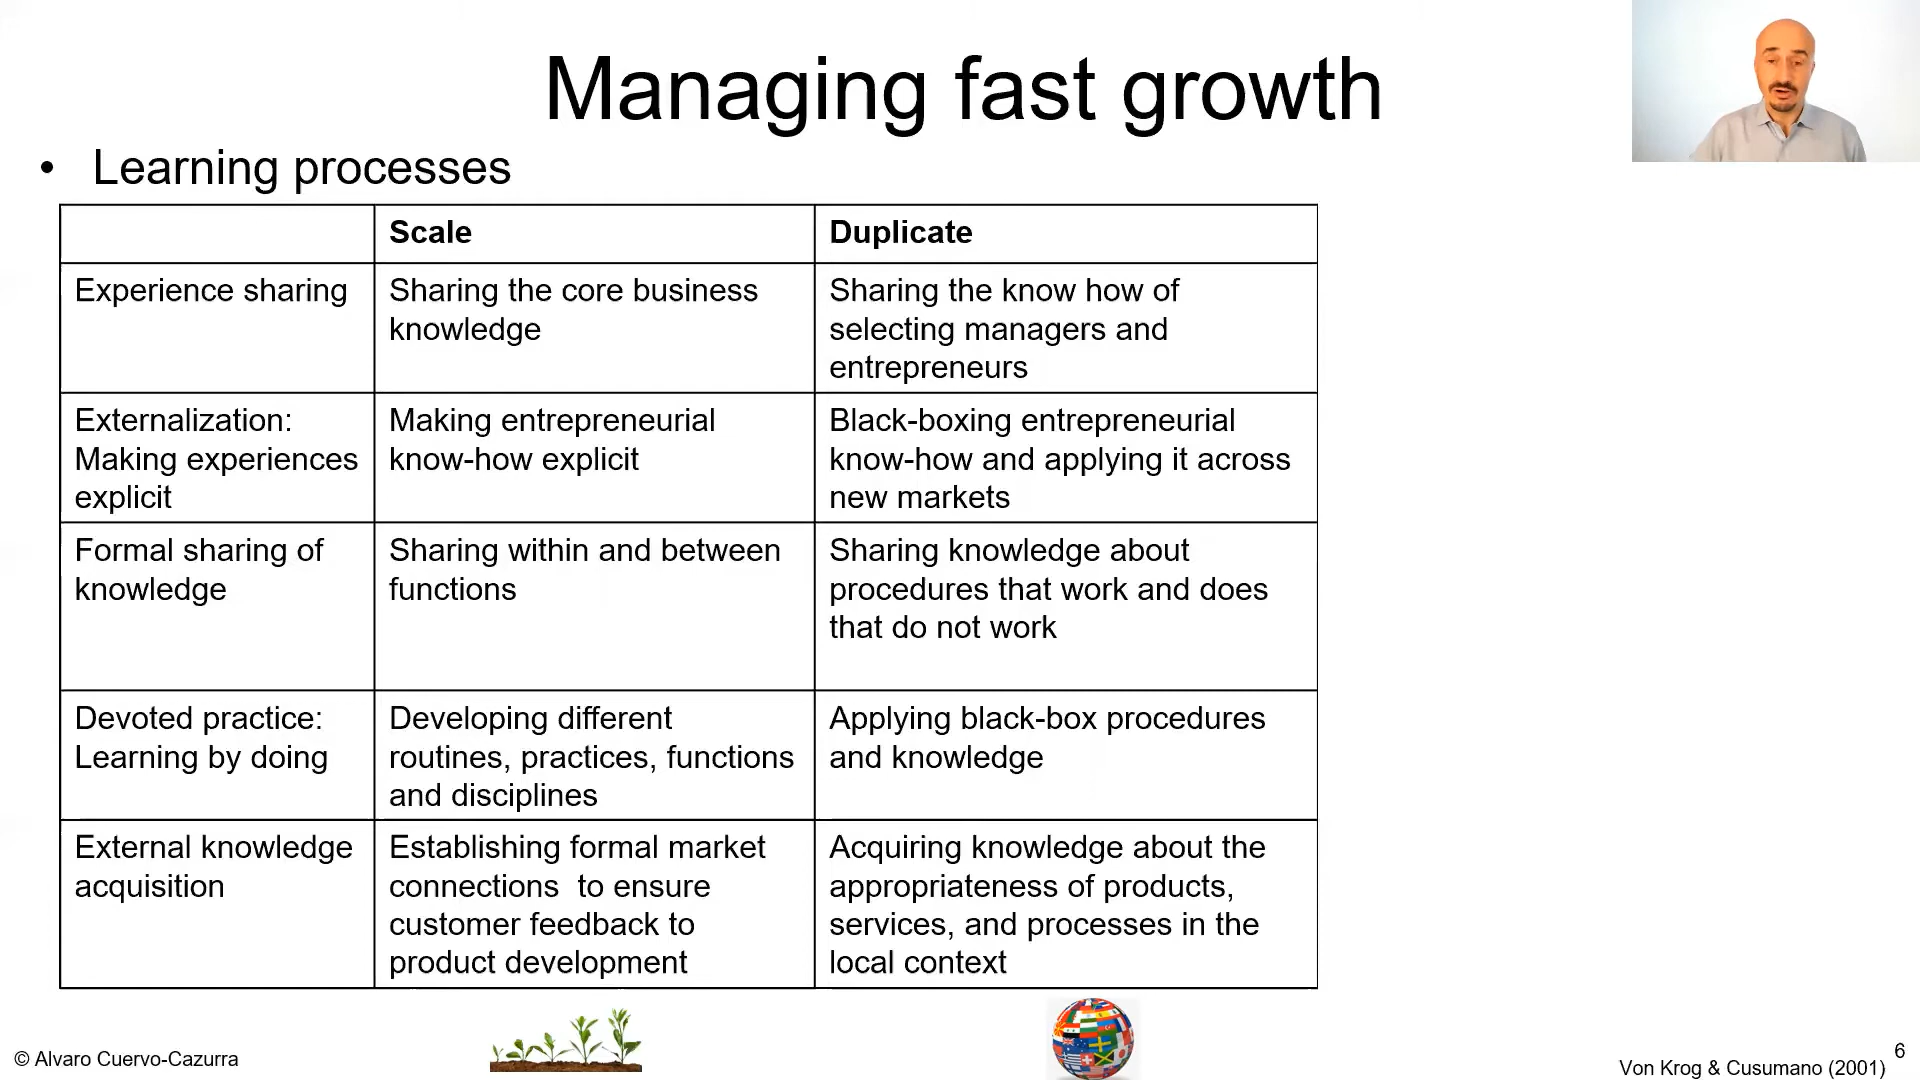 Managing fast growth
• Learning processes
Scale
Duplicate
Experience sharing
Sharing the core business
knowledge
Sharing the know how of
selecting managers and
entrepreneurs
Externalization:
Making experiences
explicit
Making entrepreneurial
know-how explicit
Black-boxing entrepreneurial
know-how and applying it across
new markets
Formal sharing of
knowledge
Sharing within and between
functions
Sharing knowledge about
procedures that work and does
that do not work
Devoted practice:
Learning by doing
Developing different
routines, practices, functions
and disciplines
Applying black-box procedures
and knowledge
External knowledge
acquisition
Establishing formal market
connections  to ensure
customer feedback to
product development
Acquiring knowledge about the
appropriateness of products,
services, and processes in the
local context
© Alvaro Cuervo-Cazurra
Von Krog & Cusumano (2001)
6